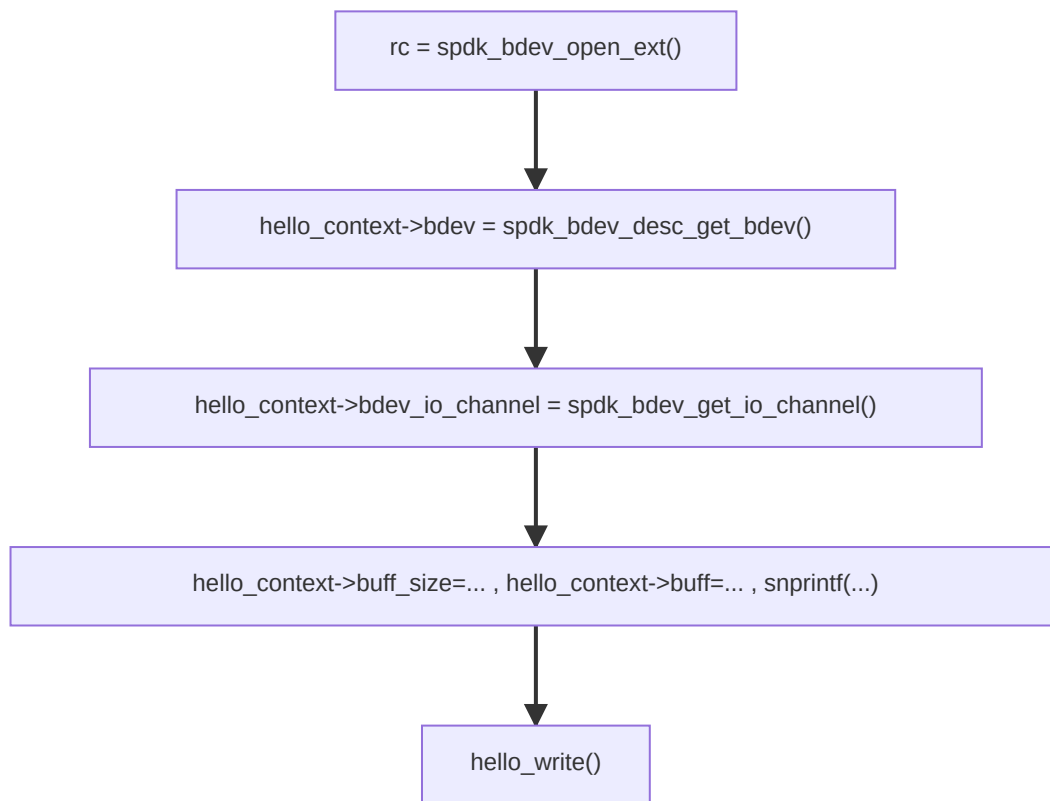 rc = spdk_bdev_open_ext()
hello_context->bdev = spdk_bdev_desc_get_bdev()
hello_context->bdev_io_channel = spdk_bdev_get_io_channel()
hello_context->buff_size=... , hello_context->buff=... , snprintf(...)
hello_write()